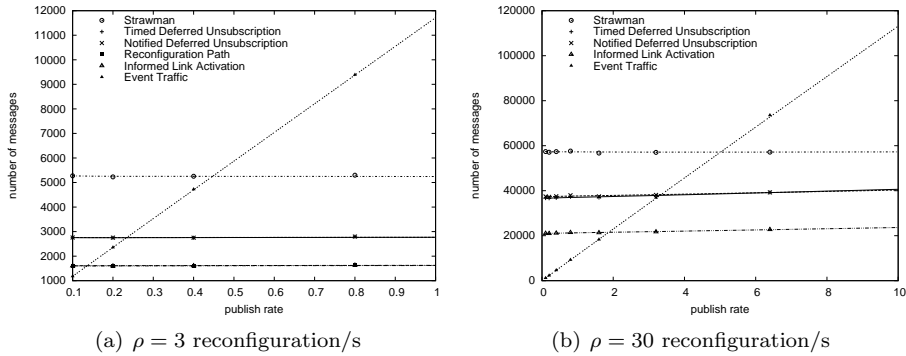 12000
11000
10000
9000
8000
7000
6000
5000
4000
3000
2000
1000
number of messages
Strawman
Timed Deferred Unsubscription
Notified Deferred Unsubscription
Reconfiguration Path
Informed Link Activation
Event Traffic
0.1 0.2 0.3 0.4 0.5 0.6 0.7 0.8 0.9 1
publish rate
(a) ρ = 3 reconfiguration/s
120000
100000
80000
60000
40000
20000
0
number of messages
Strawman
Timed Deferred Unsubscription
Notified Deferred Unsubscription
Informed Link Activation
Event Traffic
0 2 4 6 8 10
publish rate
(b) ρ = 30 reconfiguration/s